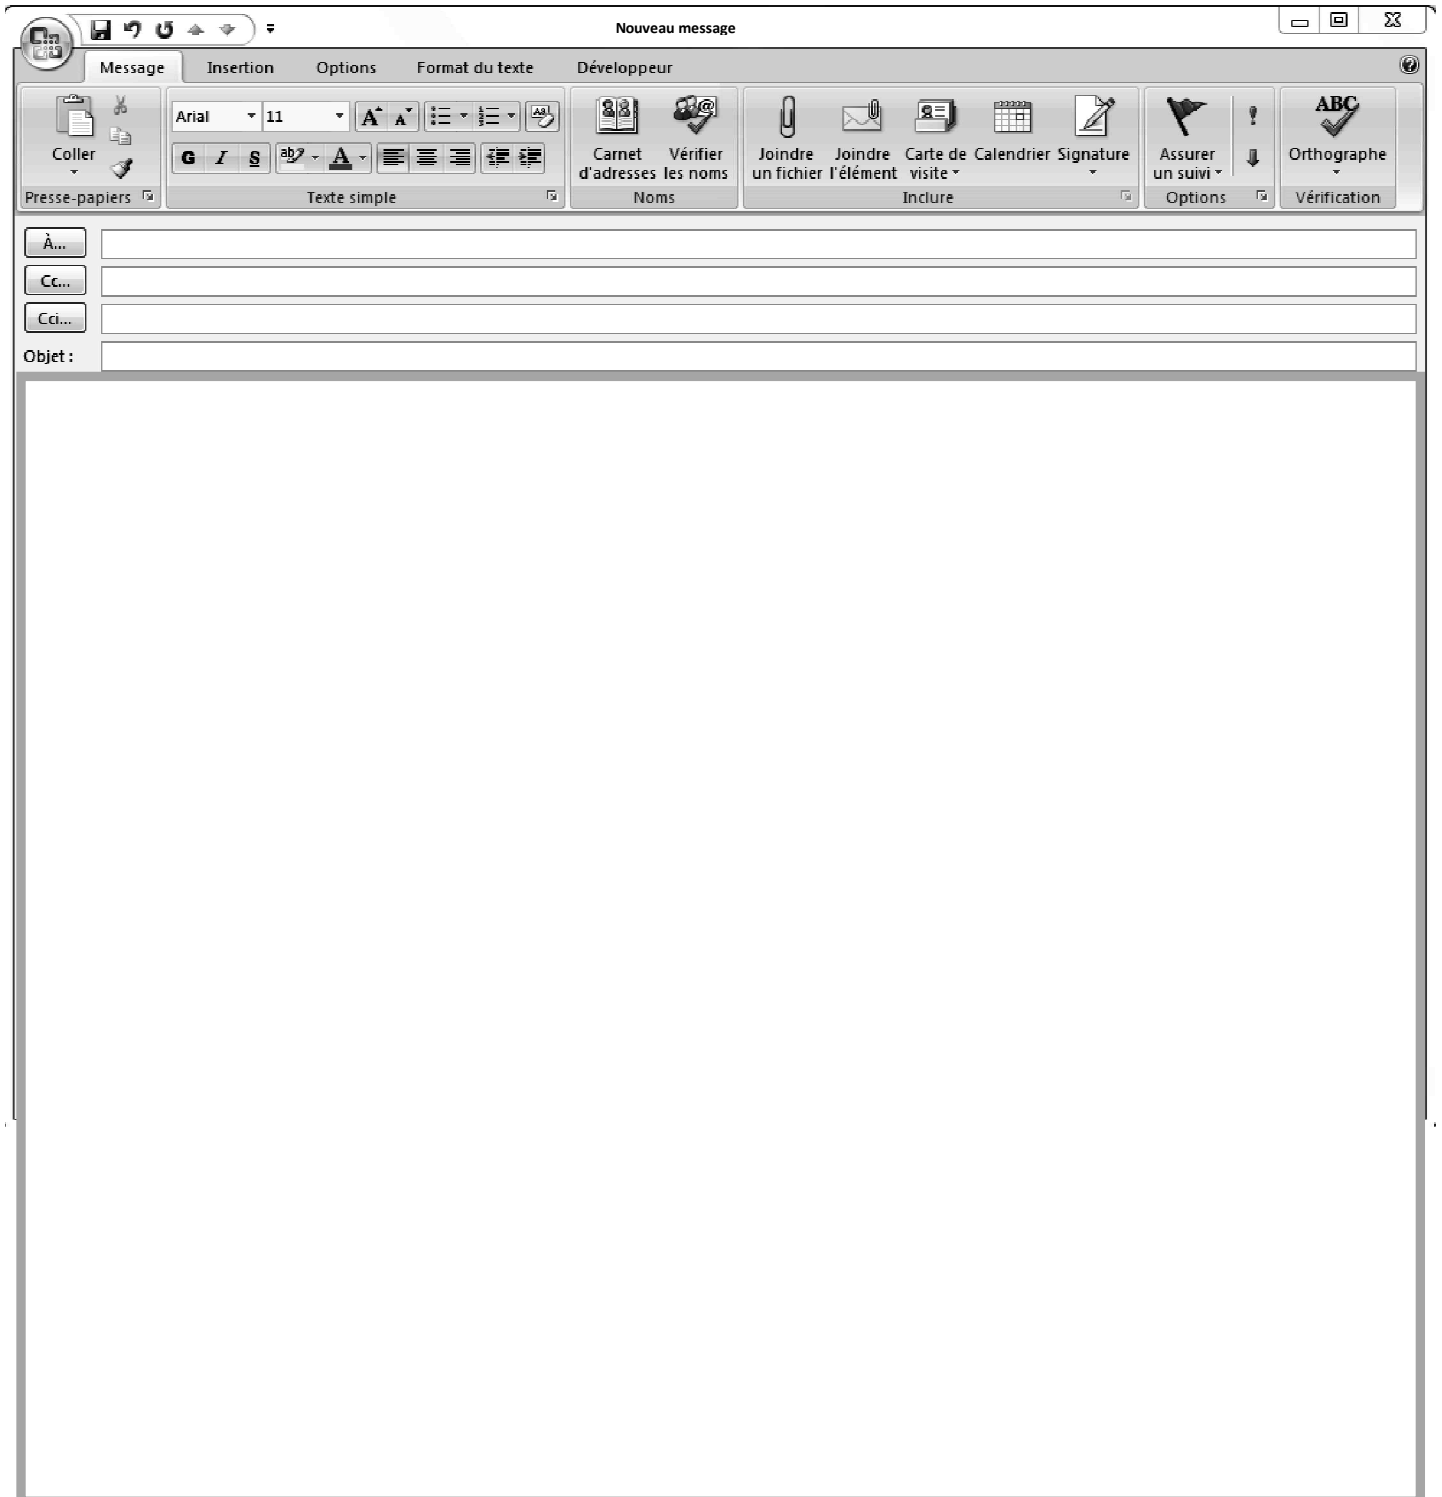 Nouveau message
Message Insertion Options Format du texte Développeur
Arial 11
ABC
Coller
G I S ab A
Carnet d'adresses
Vérifier les noms
Joindre un fichier
Joindre l'élément
Carte de visite
Calendrier
Signature
Assurer un suivi
Orthographe
Presse-papiers Texte simple Noms Inclure Options Vérification
À...
Cc...
Cci...
Objet :